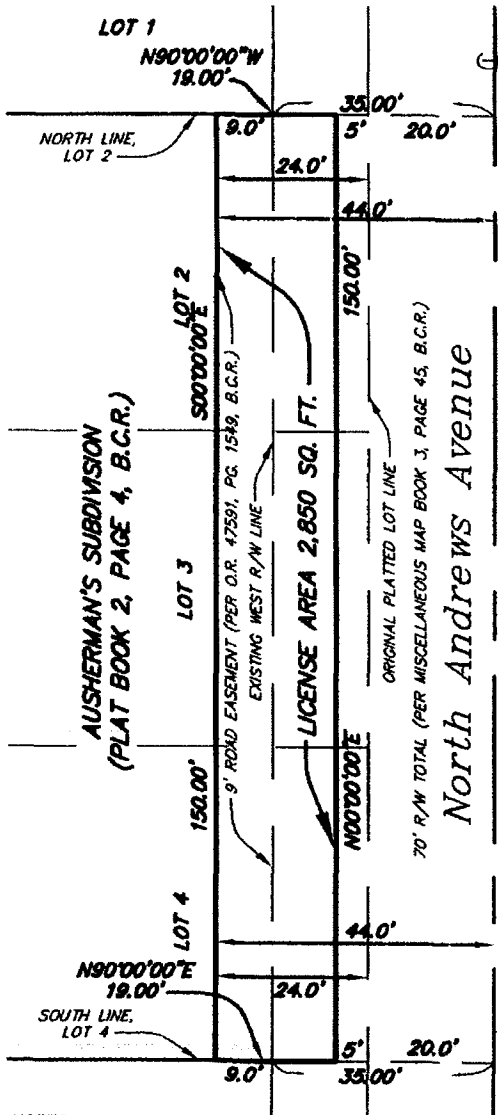 LOT 1
N90°00'00"W
19.00'
35.00'
9.0'
5'
20.0'
NORTH LINE,
LOT 2
24.0'
44.0'
LOT 2
S00°00'00"E
150.00'
AUSHERMAN'S SUBDIVISION
(PLAT BOOK 2, PAGE 4, B.C.R.)
9' ROAD EASEMENT (PER O.R. 47591, PG. 1549, B.C.R.)
EXISTING WEST R/W LINE
LICENSE AREA 2,850 SQ. FT.
ORIGINAL PLATTED LOT LINE
70' R/W TOTAL (PER MISCELLANEOUS MAP BOOK 3, PAGE 45, B.C.R.)
North Andrews Avenue
LOT 3
150.00'
N00°00'00"E
LOT 4
44.0'
N90°00'00"E
19.00'
24.0'
SOUTH LINE,
LOT 4
9.0'
5'
20.0'
35.00'